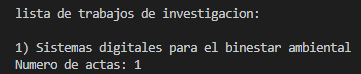 lista de trabajos de investigacion:
1) Sistemas digitales para el binestar ambiental
Numero de actas: 1